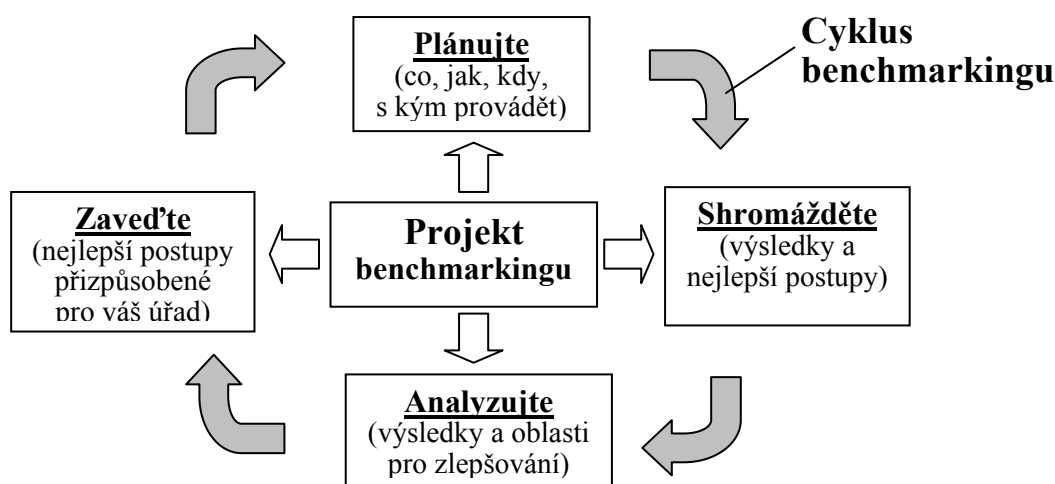 Plánujte
(co, jak, kdy,
s kým provádět)
Cyklus
benchmarkingu
Zaveďte
(nejlepší postupy
přizpůsobené
pro váš úřad)
Projekt
benchmarkingu
Shromážděte
(výsledky a
nejlepší postupy)
Analyzujte
(výsledky a oblasti
pro zlepšování)